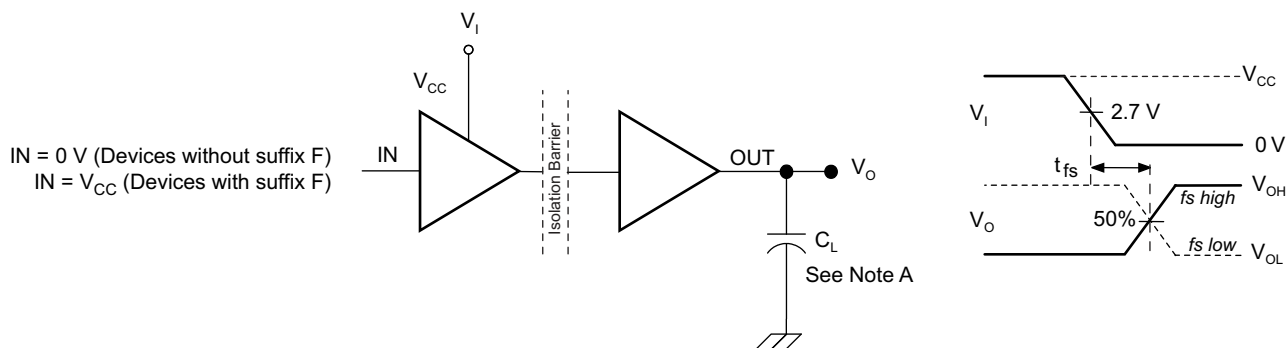 V_I
V_CC
IN = 0 V (Devices without suffix F)
IN = V_CC (Devices with suffix F)
IN
Isolation Barrier
OUT
V_O
C_L
See Note A
V_I
V_CC
2.7 V
0 V
t_fs
V_O
50%
fs high
V_OH
fs low
V_OL